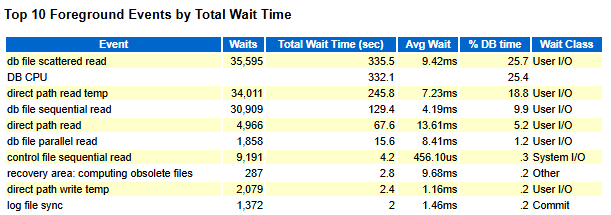 Top 10 Foreground Events by Total Wait Time
Event Waits Total Wait Time (sec) Avg Wait % DB time Wait Class
db file scattered read 35,595 335.5 9.42ms 25.7 User I/O
DB CPU 332.1 25.4
direct path read temp 34,011 245.8 7.23ms 18.8 User I/O
db file sequential read 30,909 129.4 4.19ms 9.9 User I/O
direct path read 4,966 67.6 13.61ms 5.2 User I/O
db file parallel read 1,858 15.6 8.41ms 1.2 User I/O
control file sequential read 9,191 4.2 456.10us .3 System I/O
recovery area: computing obsolete files 287 2.8 9.68ms .2 Other
direct path write temp 2,079 2.4 1.16ms .2 User I/O
log file sync 1,372 2 1.46ms .2 Commit